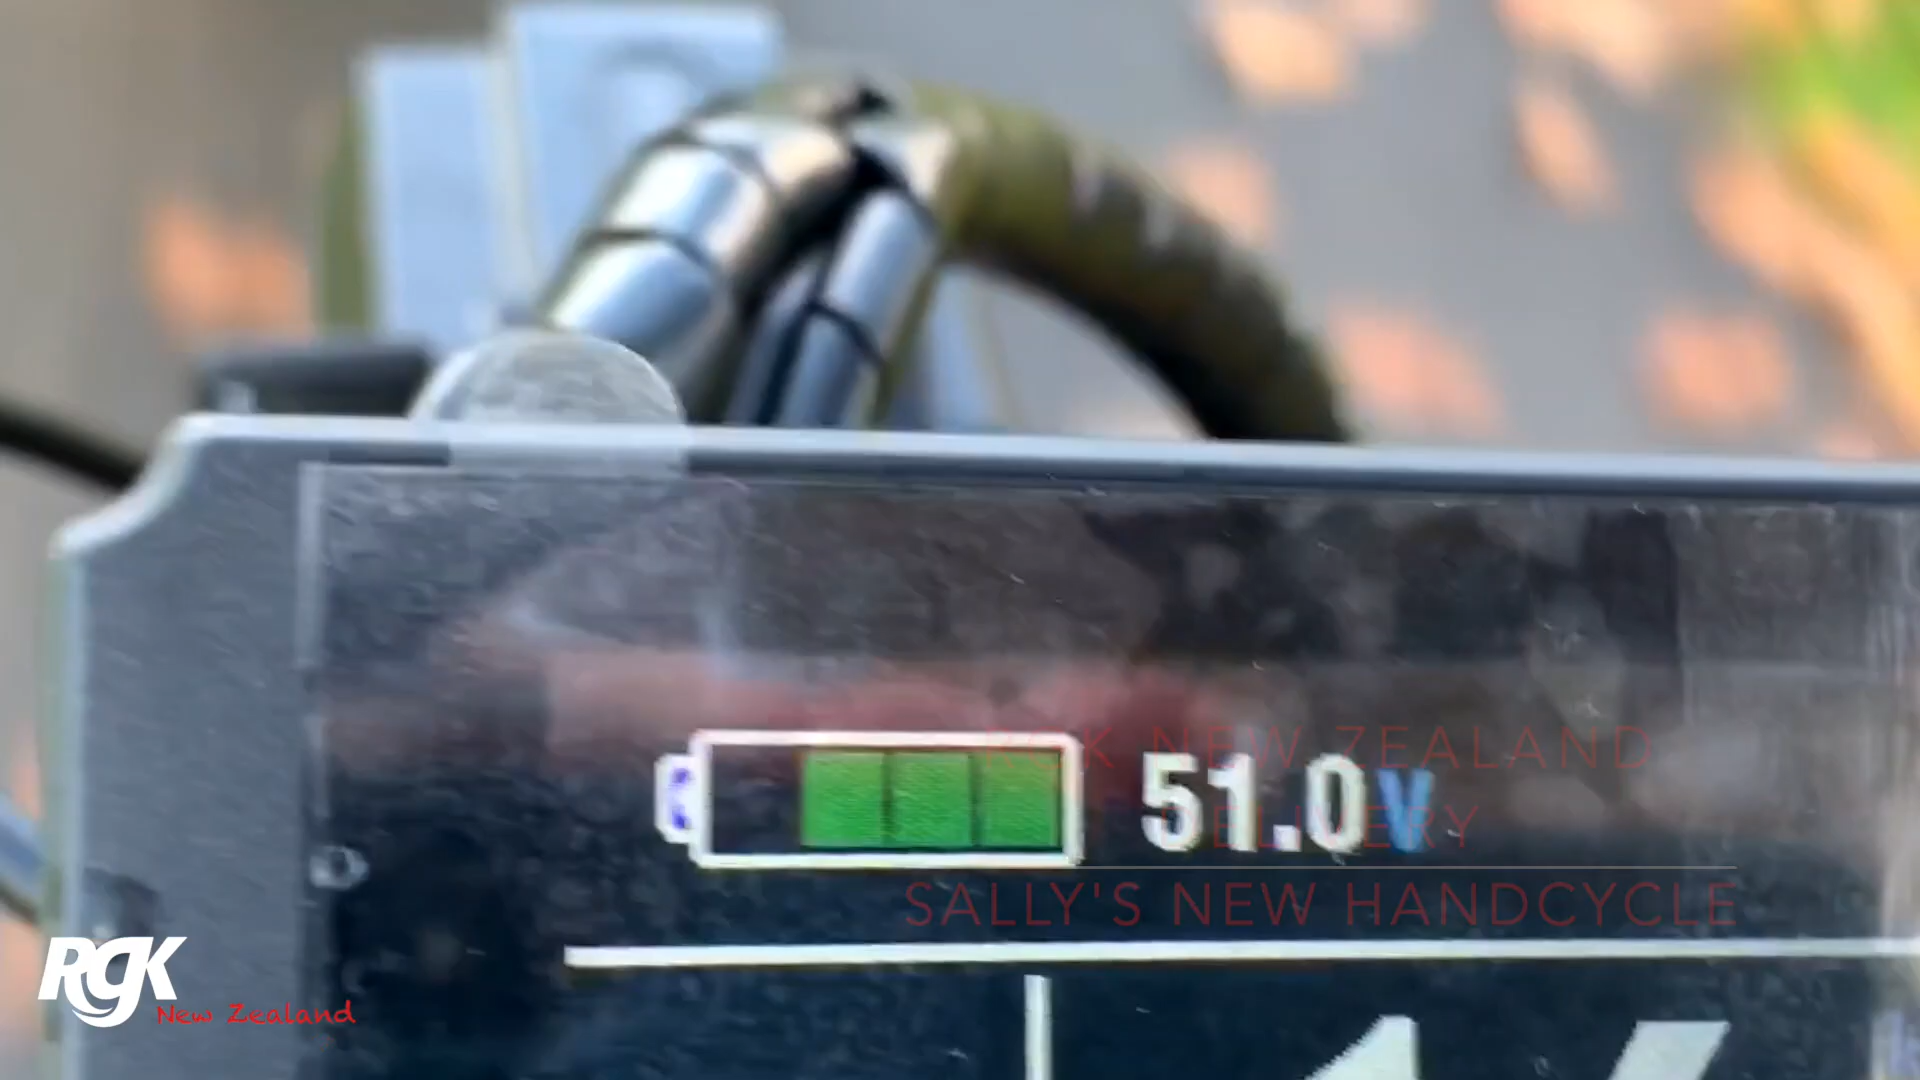 51.0V
RGK NEW ZEALAND
DELIVERY
SALLY'S NEW HANDCYCLE
RGK
New Zealand